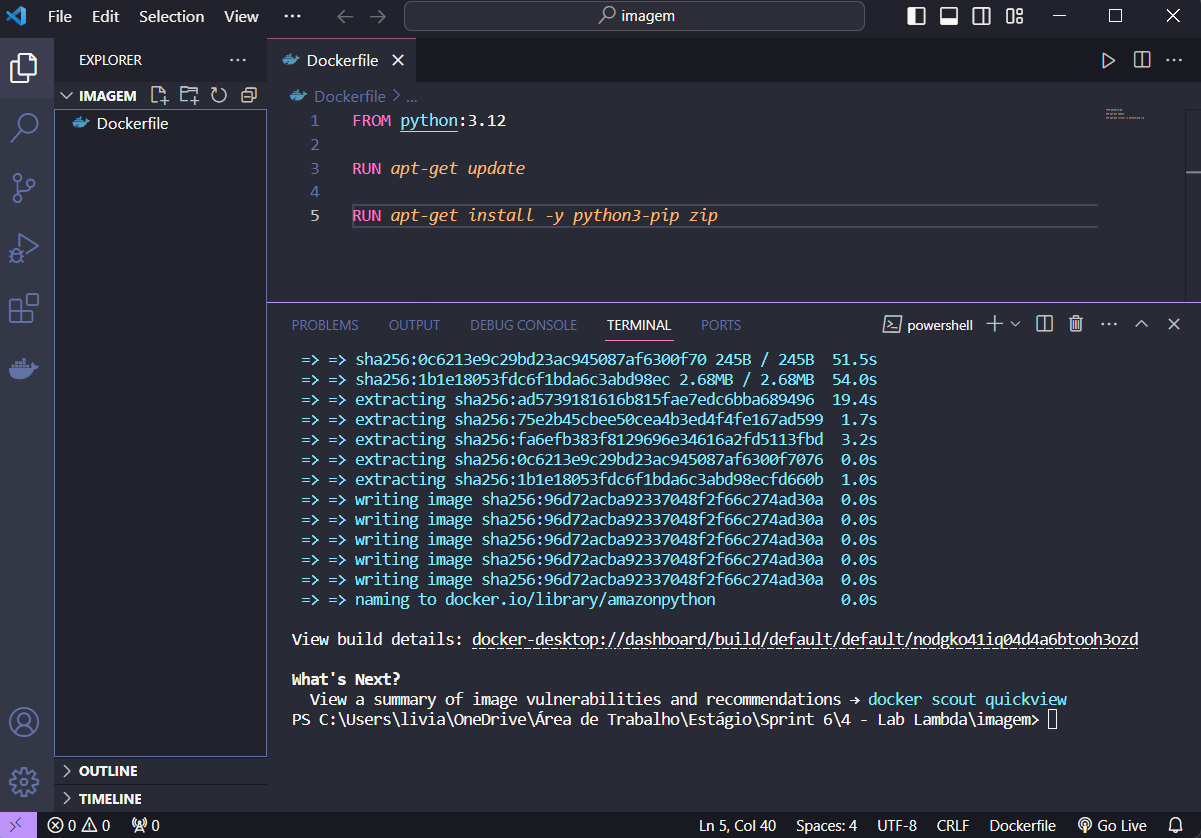 File Edit Selection View ··· imagem
EXPLORER ···
IMAGEM
Dockerfile
OUTLINE
TIMELINE
Dockerfile
Dockerfile > ...
1 FROM python:3.12
2
3 RUN apt-get update
4
5 RUN apt-get install -y python3-pip zip
PROBLEMS OUTPUT DEBUG CONSOLE TERMINAL PORTS powershell
=> => sha256:0c6213e9c29bd23ac945087af6300f70 245B / 245B 51.5s
=> => sha256:1b1e18053fdc6f1bda6c3abd98ec 2.68MB / 2.68MB 54.0s
=> => extracting sha256:ad5739181616b815fae7edc6bba689496 19.4s
=> => extracting sha256:75e2b45cbee50cea4b3ed4f4fe167ad599 1.7s
=> => extracting sha256:fa6efb383f8129696e34616a2fd5113fbd 3.2s
=> => extracting sha256:0c6213e9c29bd23ac945087af6300f7076 0.0s
=> => extracting sha256:1b1e18053fdc6f1bda6c3abd98ecfd660b 1.0s
=> => writing image sha256:96d72acba92337048f2f66c274ad30a 0.0s
=> => writing image sha256:96d72acba92337048f2f66c274ad30a 0.0s
=> => writing image sha256:96d72acba92337048f2f66c274ad30a 0.0s
=> => writing image sha256:96d72acba92337048f2f66c274ad30a 0.0s
=> => writing image sha256:96d72acba92337048f2f66c274ad30a 0.0s
=> => naming to docker.io/library/amazonpython 0.0s
View build details: docker-desktop://dashboard/build/default/default/nodgko41iq04d4a6btooh3ozd
What's Next?
View a summary of image vulnerabilities and recommendations → docker scout quickview
PS C:\Users\livia\OneDrive\Área de Trabalho\Estágio\Sprint 6\4 - Lab Lambda\imagem>
0 0 0 Ln 5, Col 40 Spaces: 4 UTF-8 CRLF Dockerfile Go Live